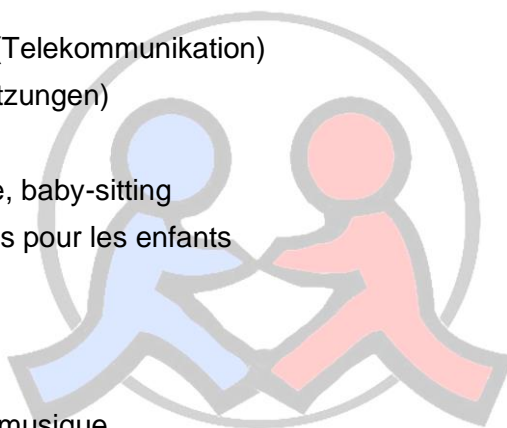 (Telekommunikation)
tzungen)
, baby-sitting
s pour les enfants
musique